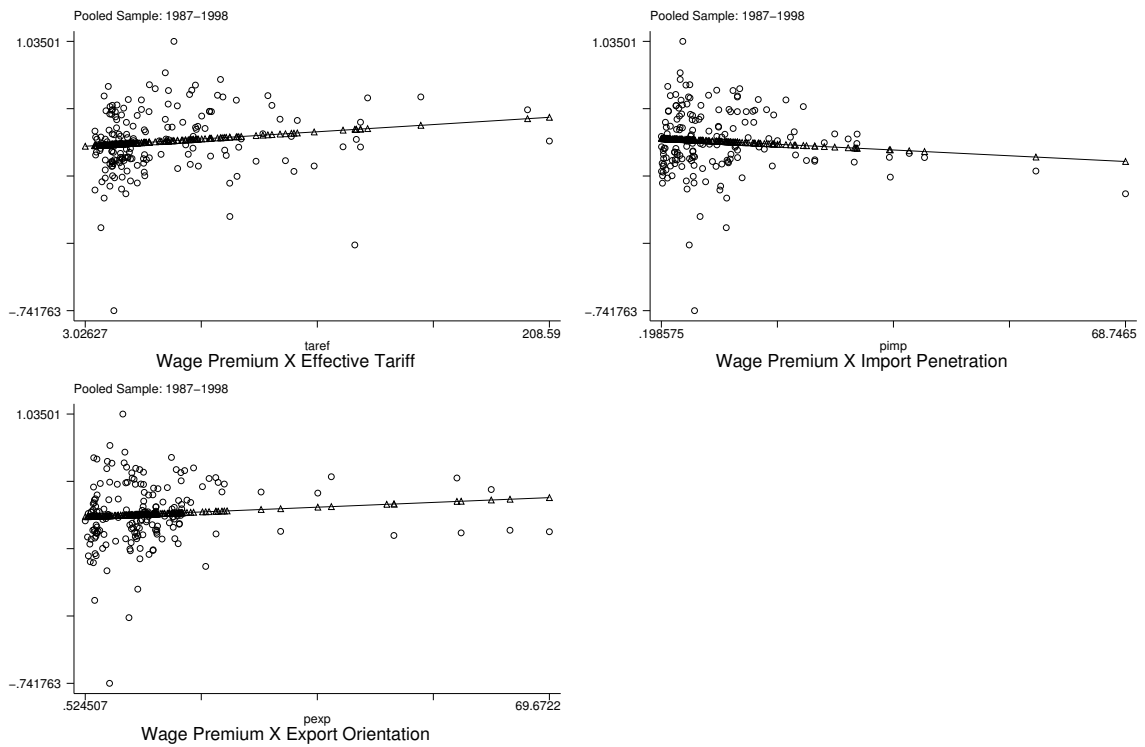 Pooled Sample: 1987−1998
1.03501
−.741763
3.02627
208.59
taref
Wage Premium X Effective Tariff
Pooled Sample: 1987−1998
1.03501
−.741763
.198575
68.7465
pimp
Wage Premium X Import Penetration
Pooled Sample: 1987−1998
1.03501
−.741763
.524507
69.6722
pexp
Wage Premium X Export Orientation